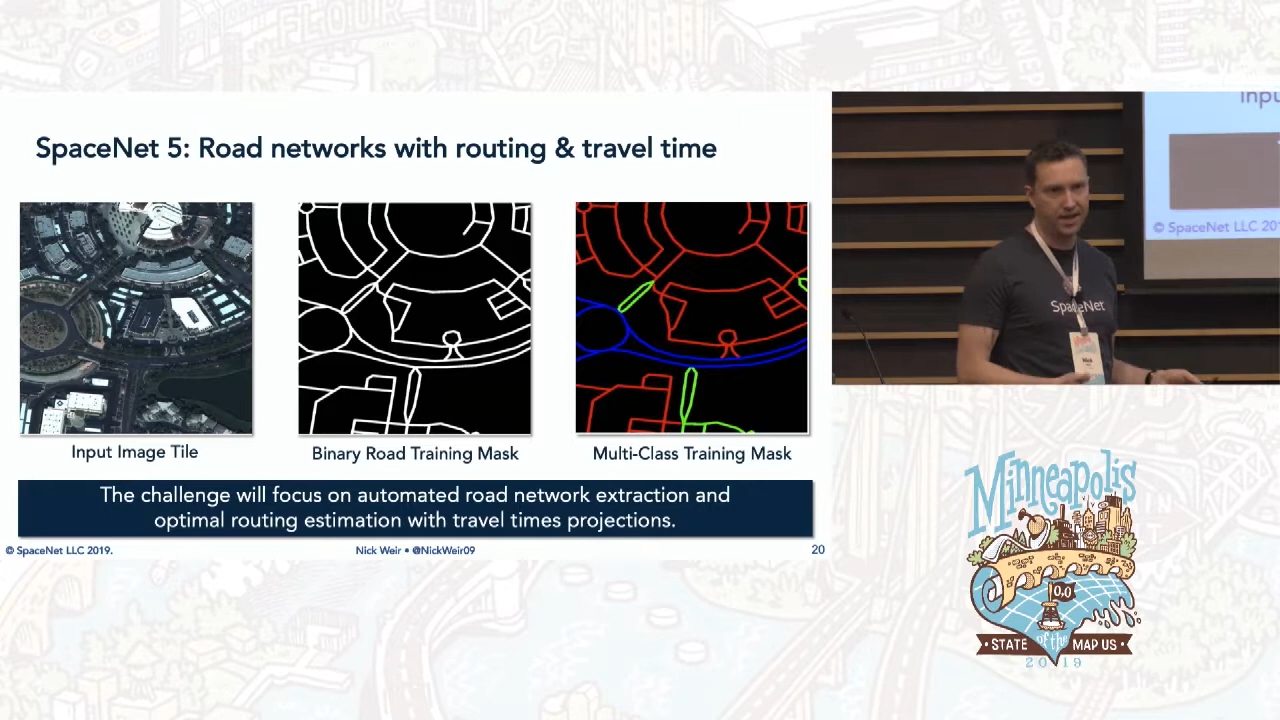 SpaceNet 5: Road networks with routing & travel time
Input Image Tile
Binary Road Training Mask
Multi-Class Training Mask
The challenge will focus on automated road network extraction and
optimal routing estimation with travel times projections.
© SpaceNet LLC 2019.
Nick Weir • @NickWeir09
20
Inpu
© SpaceNet LLC 201
SpaceNet
Nick
Minneapolis
STATE of the MAP US
2019